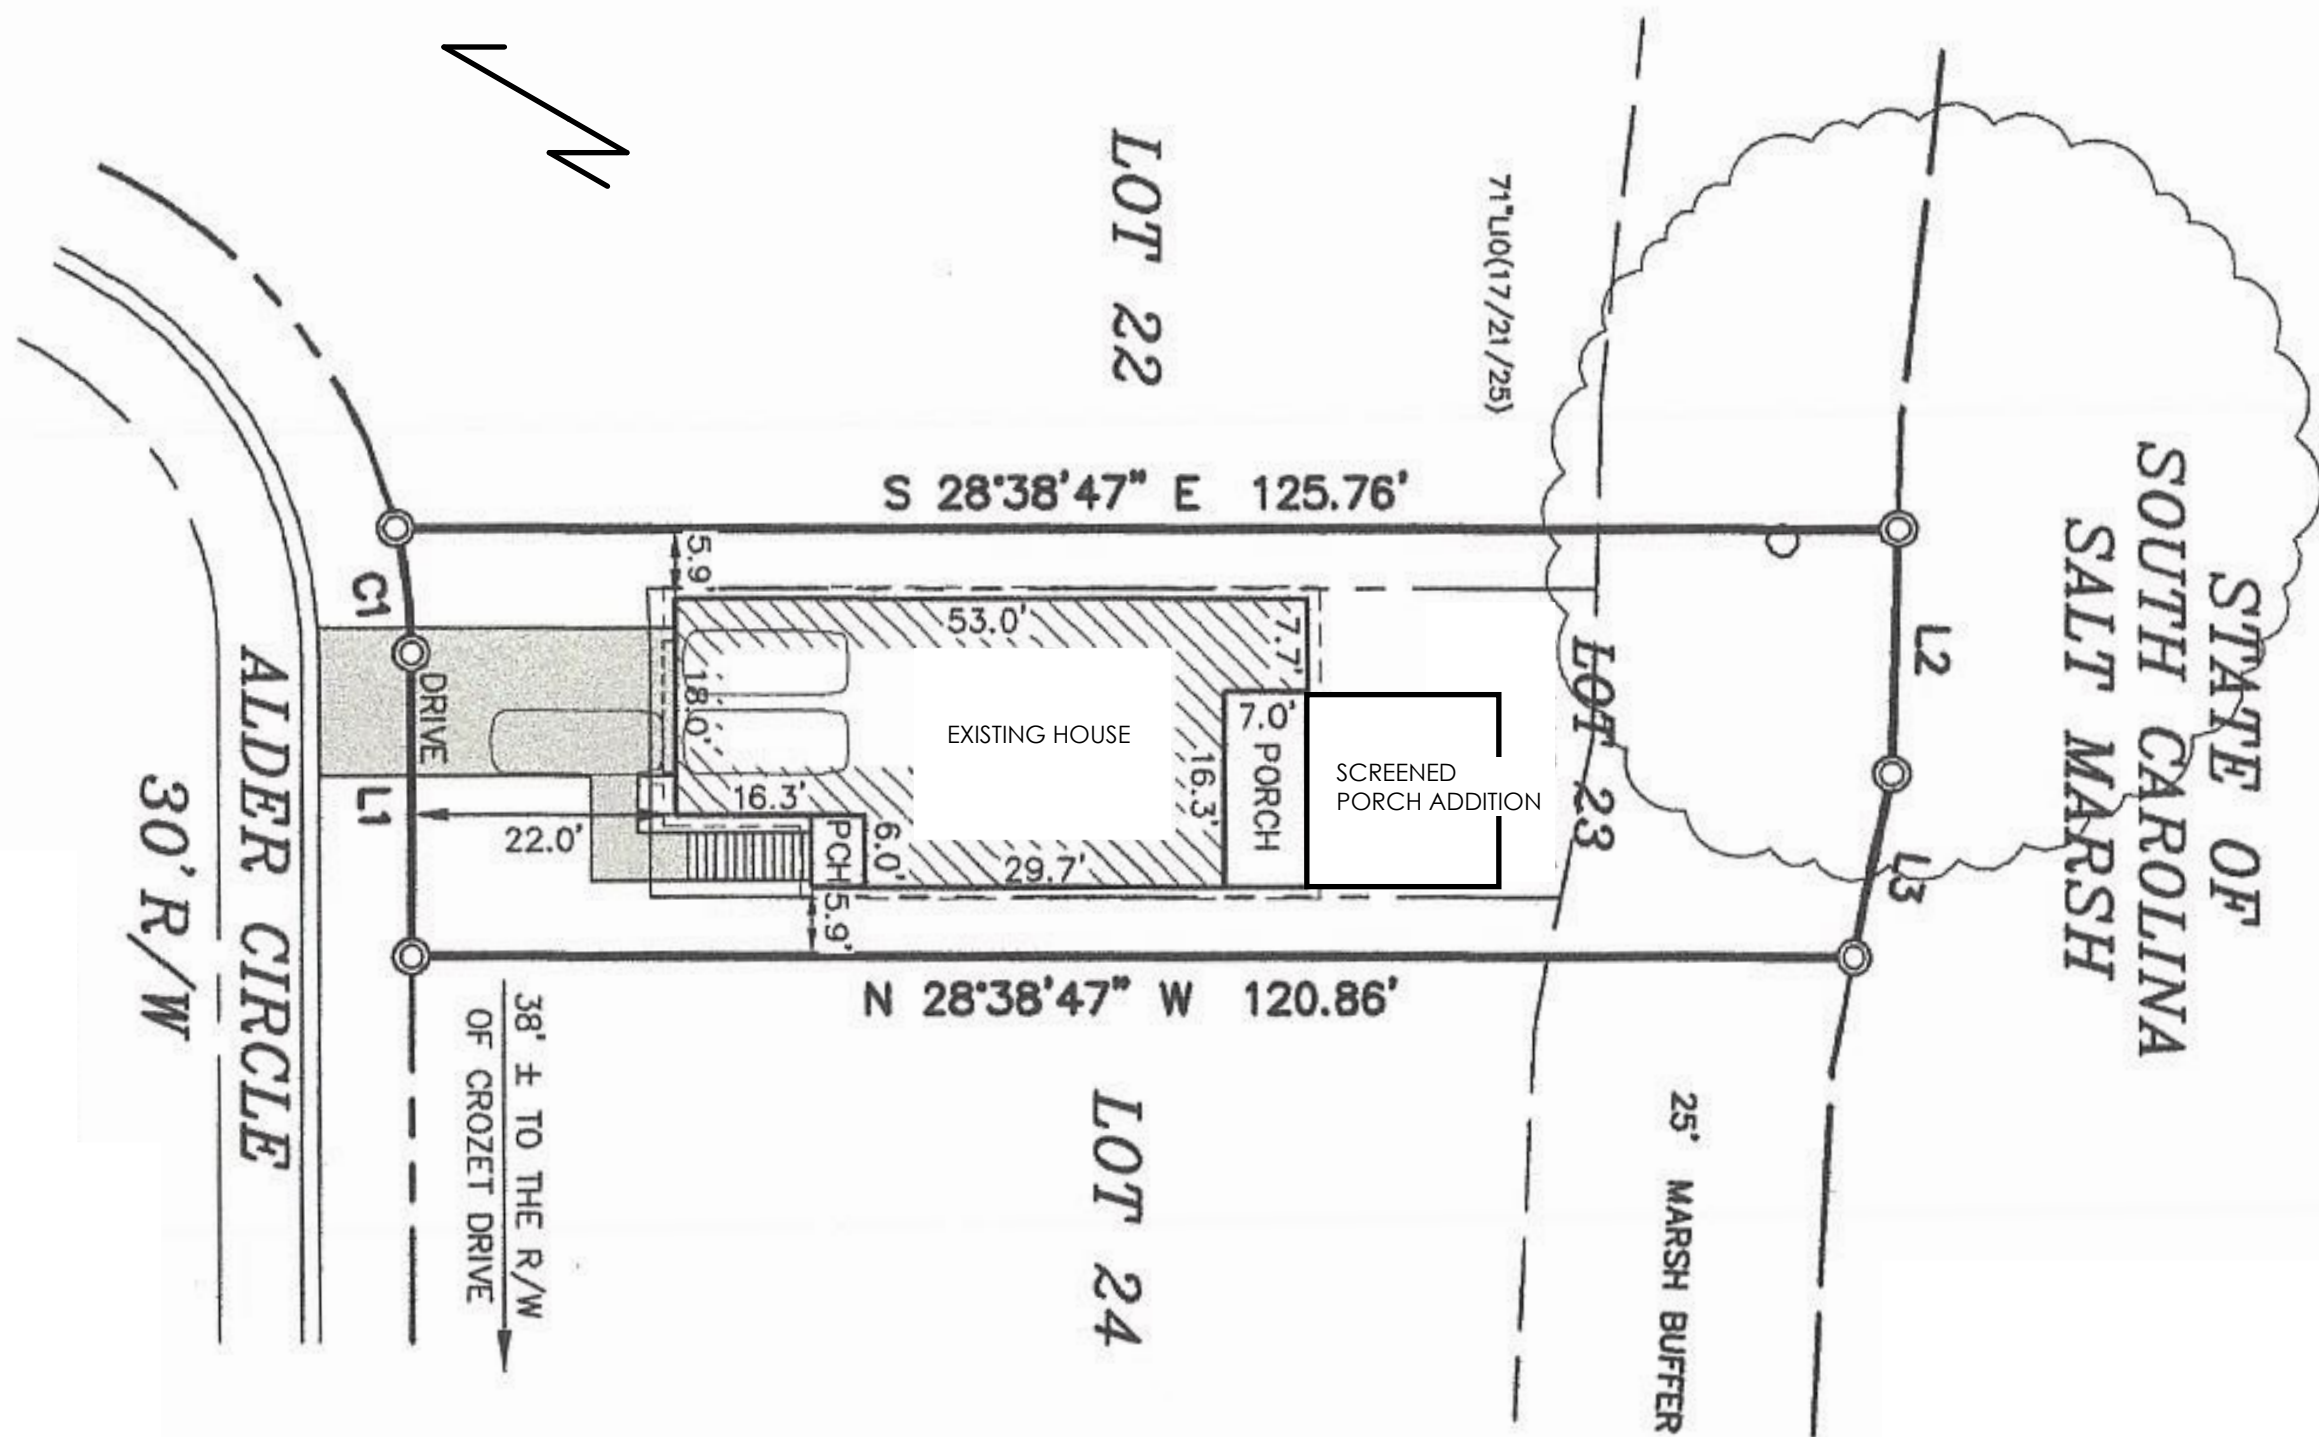 LOT 22
71"LIO(17/21/25)
STATE OF
SOUTH CAROLINA
SALT MARSH
S 28°38'47" E 125.76'
5.9'
C1
53.0'
7.7'
L2
DRIVE
18.0'
EXISTING HOUSE
7.0'
PORCH
16.3'
SCREENED
PORCH ADDITION
LOT 23
L1
22.0'
16.3'
PCH
6.0'
29.7'
5.9'
L3
ALDER CIRCLE
30' R/W
N 28°38'47" W 120.86'
38' ± TO THE R/W
OF CROZET DRIVE
LOT 24
25' MARSH BUFFER